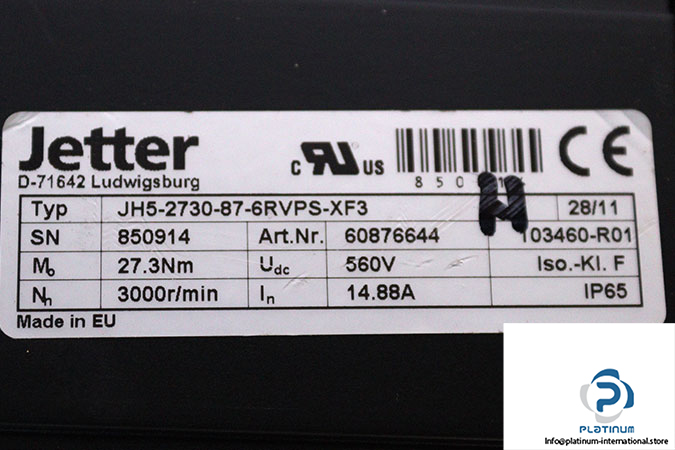 Jetter
D-71642 Ludwigsburg
c RU US
CE
Typ JH5-2730-87-6RVPS-XF3 28/11
SN 850914 Art.Nr. 60876644 103460-R01
M₀ 27.3Nm Udc 560V Iso.-Kl. F
Nn 3000r/min In 14.88A IP65
Made in EU
PLATINUM
Info@platinum-international.store